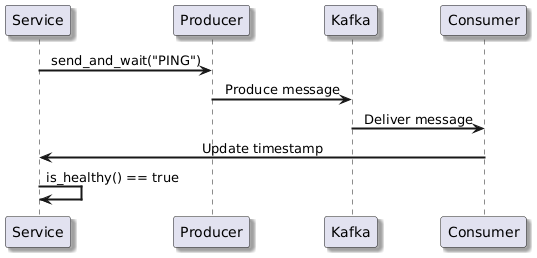 Service Producer Kafka Consumer
send_and_wait("PING")
Produce message
Deliver message
Update timestamp
is_healthy() == true
Service Producer Kafka Consumer